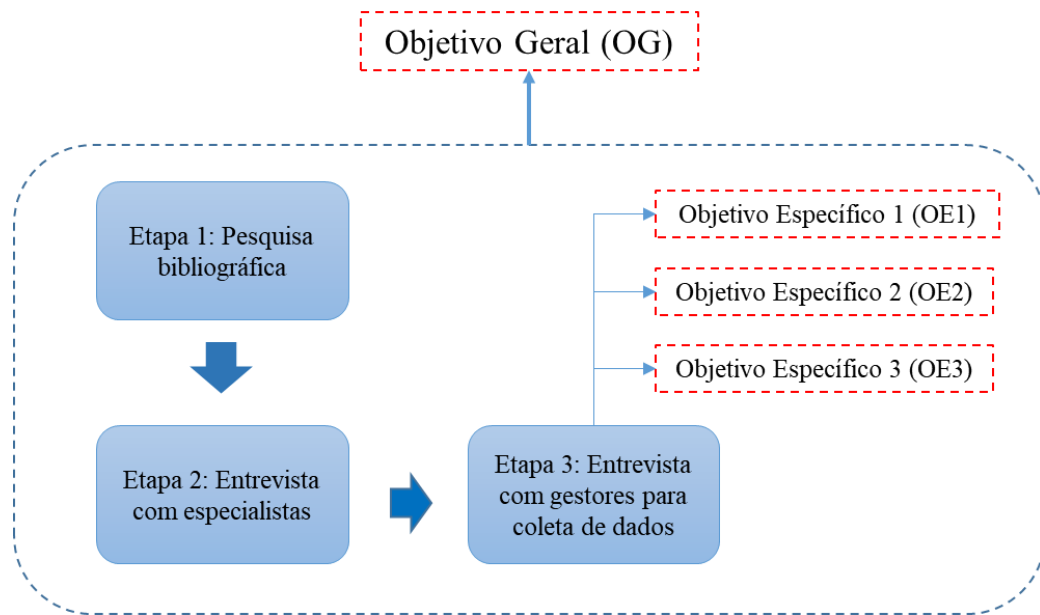 Objetivo Geral (OG)
Etapa 1: Pesquisa
bibliográfica
Objetivo Específico 1 (OE1)
Objetivo Específico 2 (OE2)
Objetivo Específico 3 (OE3)
Etapa 2: Entrevista
com especialistas
Etapa 3: Entrevista
com gestores para
coleta de dados